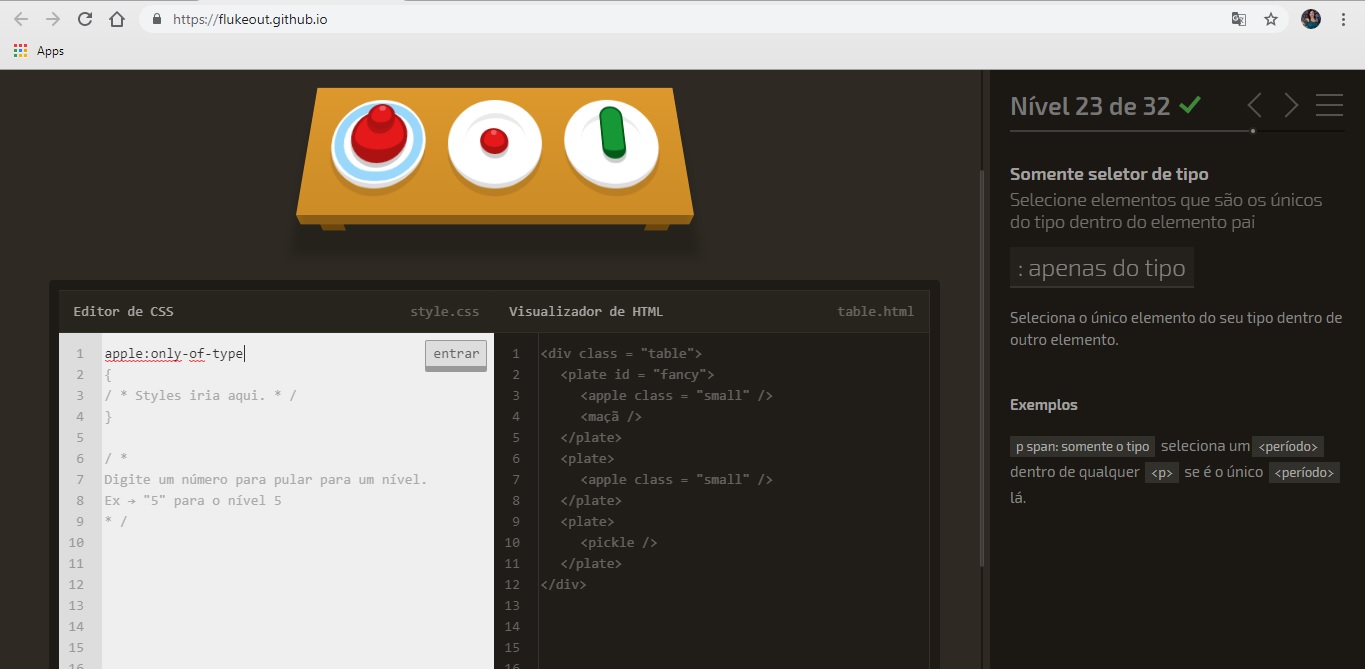 https://flukeout.github.io
Apps
Nível 23 de 32
Somente seletor de tipo
Selecione elementos que são os únicos
do tipo dentro do elemento pai
: apenas do tipo
Seleciona o único elemento do seu tipo dentro de
outro elemento.
Exemplos
p span: somente o tipo seleciona um <período>
dentro de qualquer <p> se é o único <período>
lá.
Editor de CSS style.css
1 apple:only-of-type entrar
2 {
3 / * Styles iria aqui. * /
4 }
5
6 / *
7 Digite um número para pular para um nível.
8 Ex → "5" para o nível 5
9 * /
10
11
12
13
14
15
16
Visualizador de HTML table.html
1 <div class = "table">
2 <plate id = "fancy">
3 <apple class = "small" />
4 <maçã />
5 </plate>
6 <plate>
7 <apple class = "small" />
8 </plate>
9 <plate>
10 <pickle />
11 </plate>
12 </div>
13
14
15
16